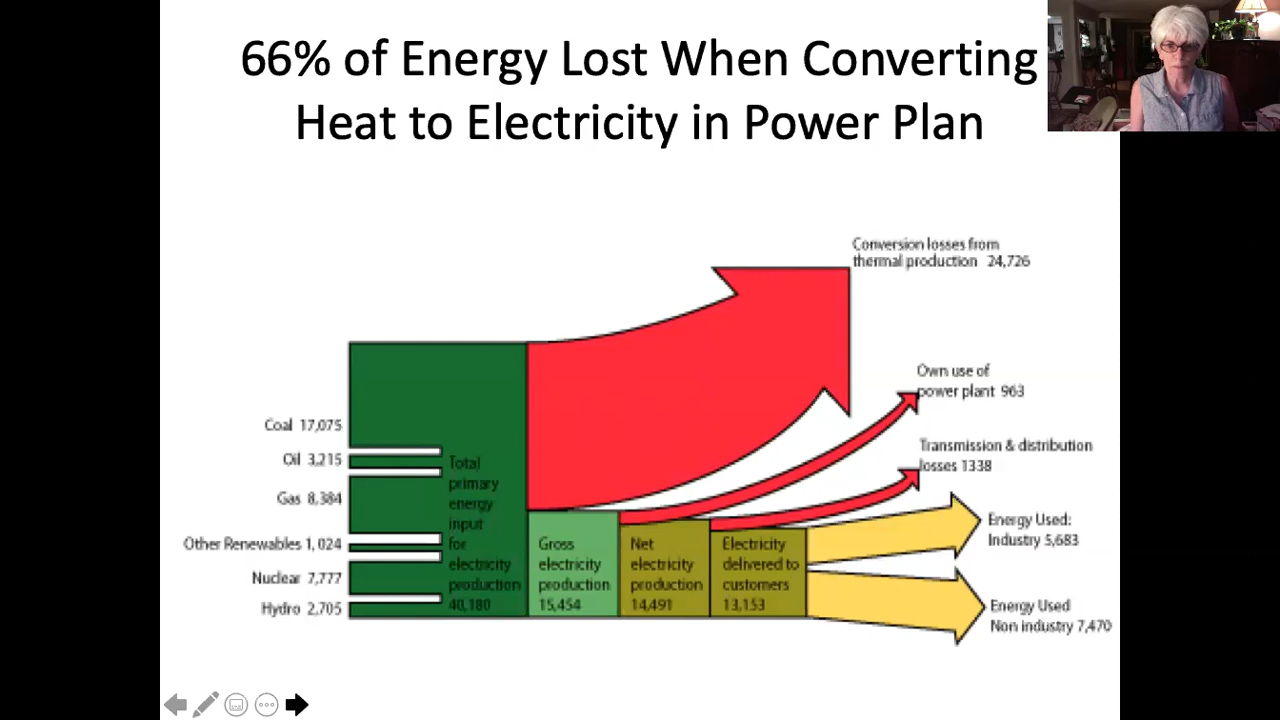 66% of Energy Lost When Converting
Heat to Electricity in Power Plan
Conversion losses from
thermal production 24,726
Own use of
power plant 963
Transmission & distribution
losses 1338
Energy Used:
Industry 5,683
Energy Used
Non industry 7,470
Coal 17,075
Oil 3,215
Gas 8,384
Other Renewables 1,024
Nuclear 7,777
Hydro 2,705
Total
primary
energy
input
for
electricity
production
40,180
Gross
electricity
production
15,454
Net
electricity
production
14,491
Electricity
delivered to
customers
13,153